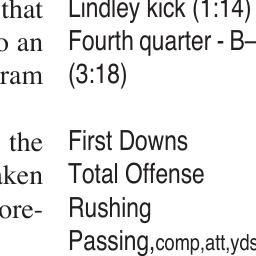 that
o an
ram
the
aken
ore-
Lindley kick (1:14)
Fourth quarter - B–
(3:18)
First Downs
Total Offense
Rushing
Passing,comp,att,yds